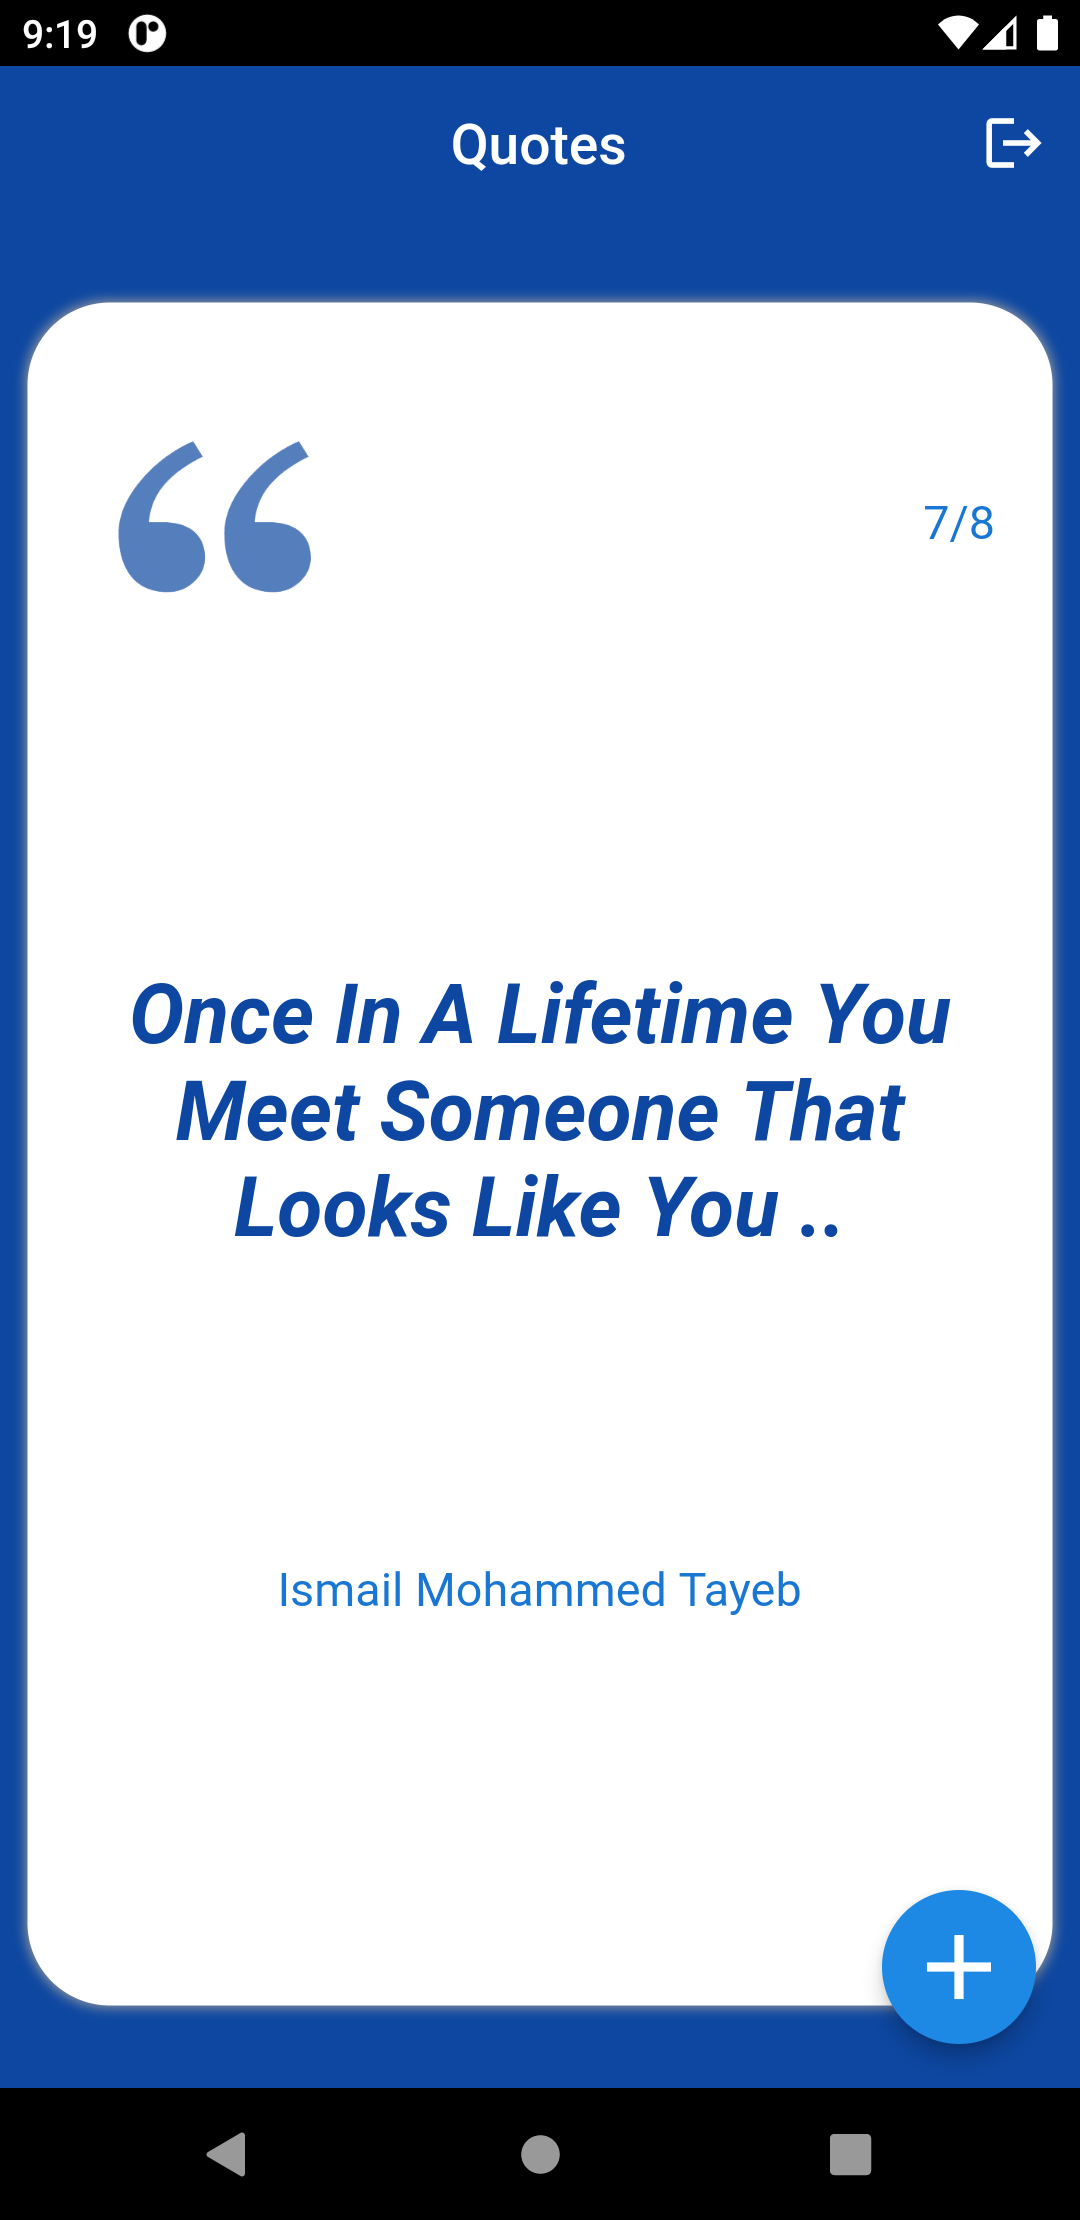 9:19
Quotes
7/8
Once In A Lifetime You
Meet Someone That
Looks Like You ..
Ismail Mohammed Tayeb